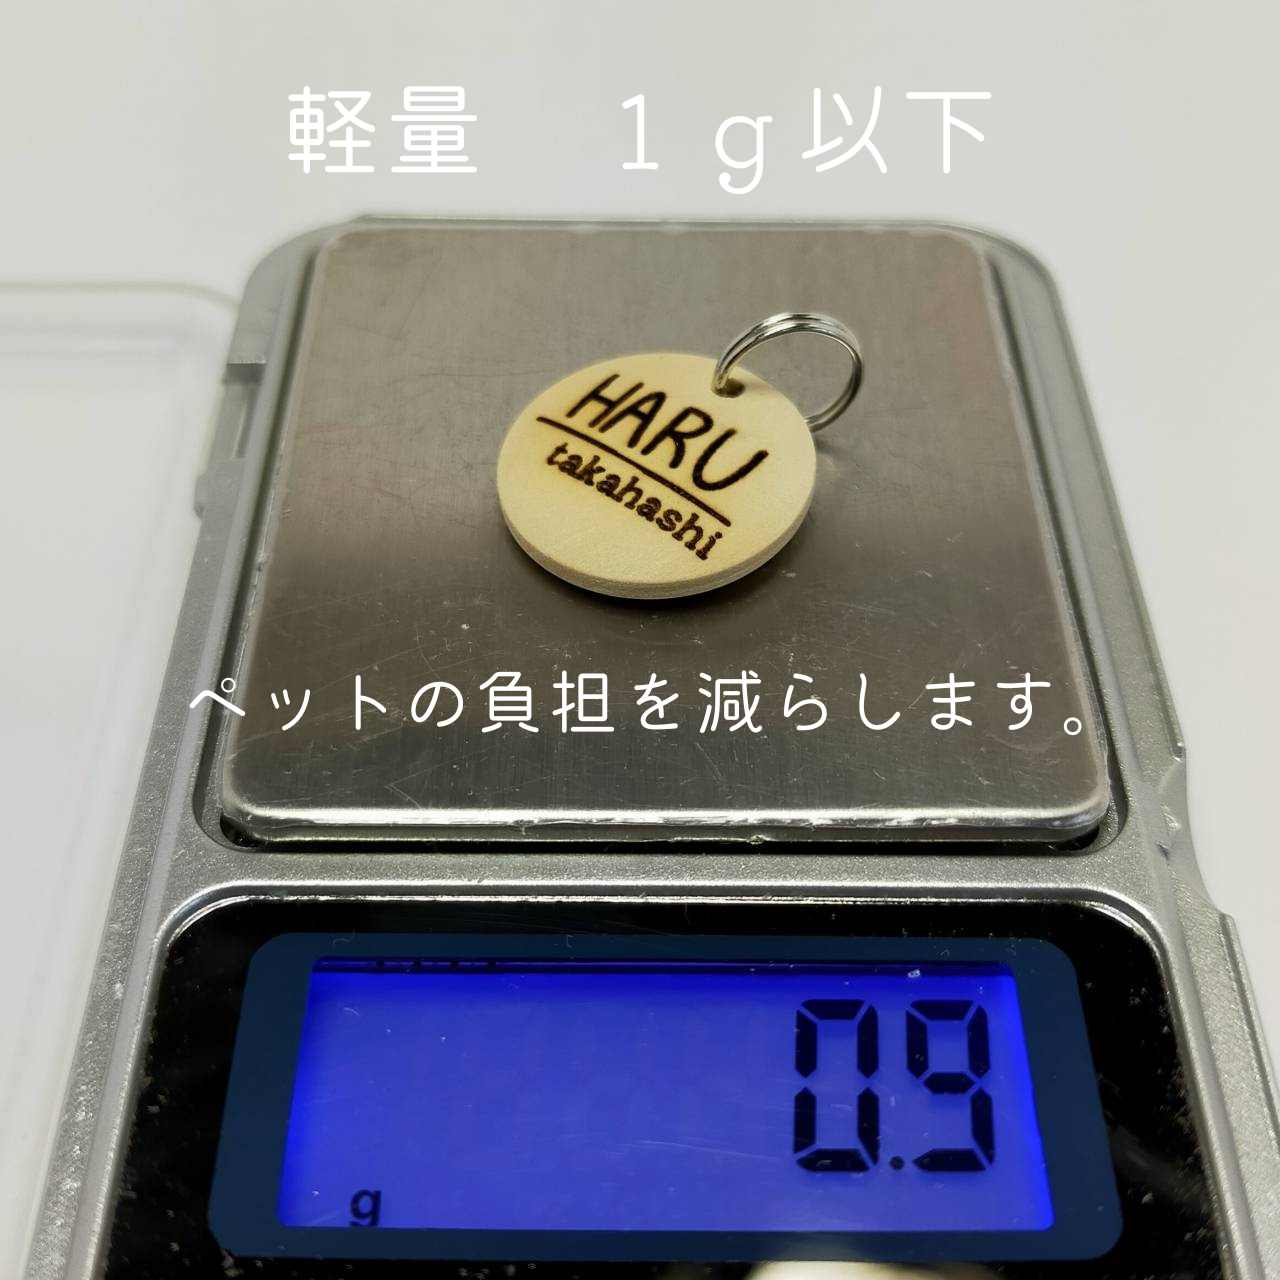 軽量　１ｇ以下
HARU
takahashi
ペットの負担を減らします。
0.9
g